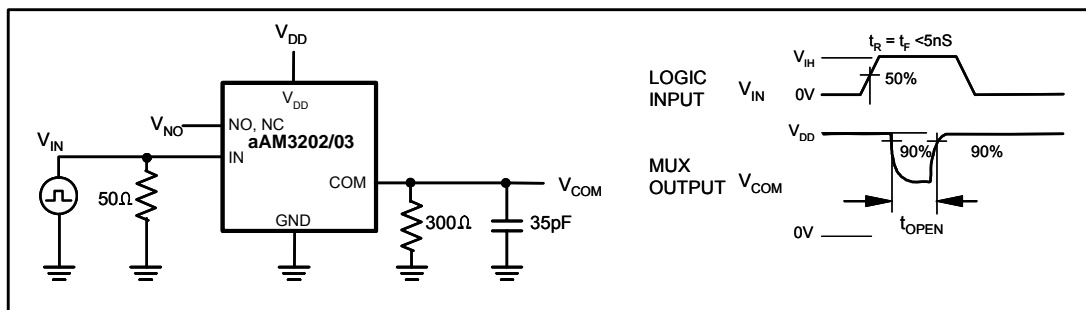 VDD
VDD
VNO
NO, NC
aAM3202/03
VIN
IN
COM
VCOM
50Ω
GND
300Ω
35pF
tR = tF <5nS
VIH
LOGIC
INPUT
VIN
50%
0V
VDD
90%
90%
MUX
OUTPUT
VCOM
tOPEN
0V